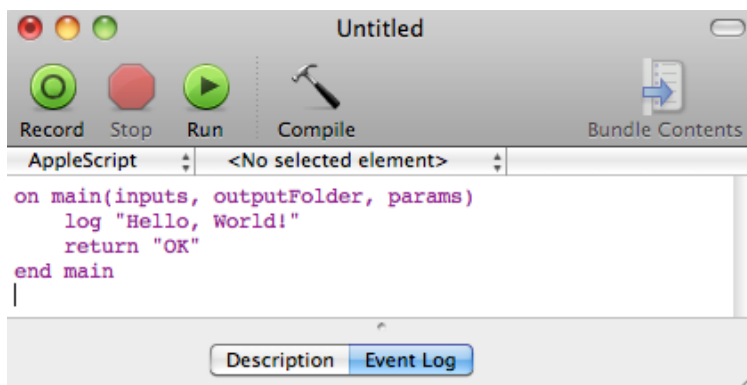 Untitled
Record Stop Run Compile Bundle Contents
AppleScript <No selected element>
on main(inputs, outputFolder, params)
    log "Hello, World!"
    return "OK"
end main
Description Event Log